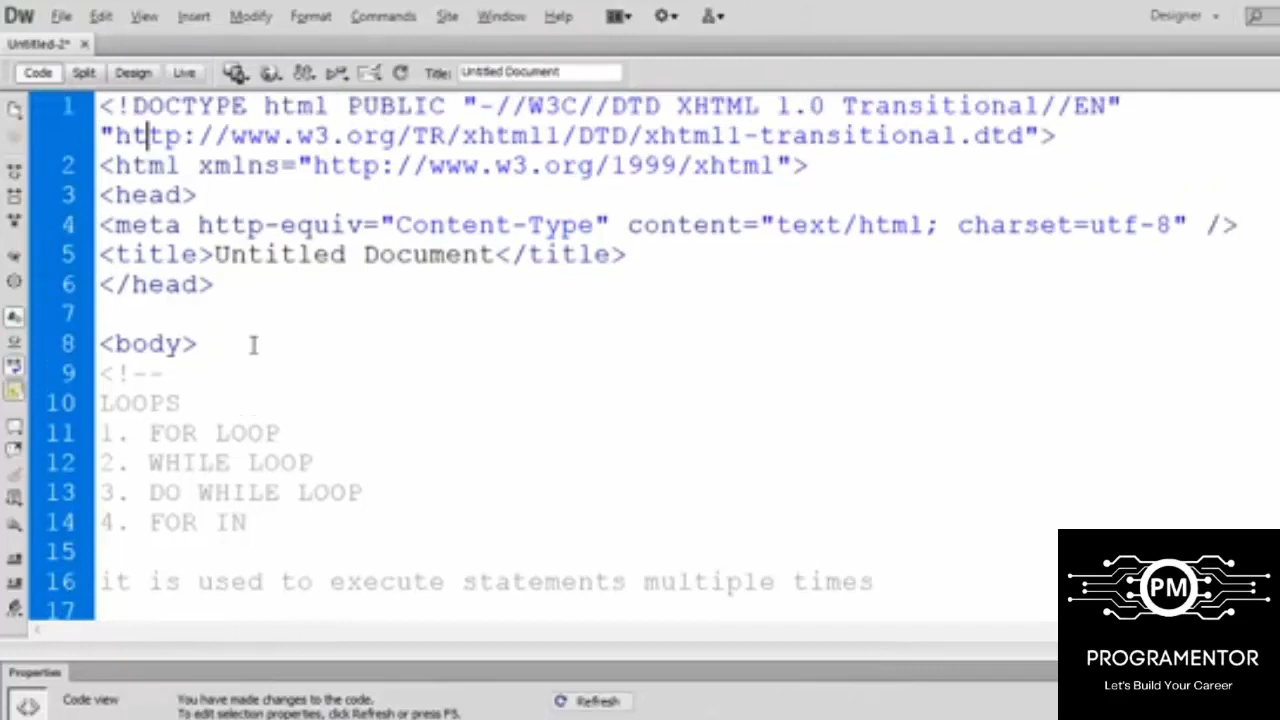 DW File Edit View Insert Modify Format Commands Site Window Help Designer
Untitled-2* ×
Code Split Design Live Title: Untitled Document
1 <!DOCTYPE html PUBLIC "-//W3C//DTD XHTML 1.0 Transitional//EN"
"http://www.w3.org/TR/xhtml1/DTD/xhtml1-transitional.dtd">
2 <html xmlns="http://www.w3.org/1999/xhtml">
3 <head>
4 <meta http-equiv="Content-Type" content="text/html; charset=utf-8" />
5 <title>Untitled Document</title>
6 </head>
7
8 <body>
9 <!--
10 LOOPS
11 1. FOR LOOP
12 2. WHILE LOOP
13 3. DO WHILE LOOP
14 4. FOR IN
15
16 it is used to execute statements multiple times
17
PM
PROGRAMENTOR
Let's Build Your Career
Properties
Code view You have made changes to the code. Refresh
To edit selection properties, click Refresh or press F5.